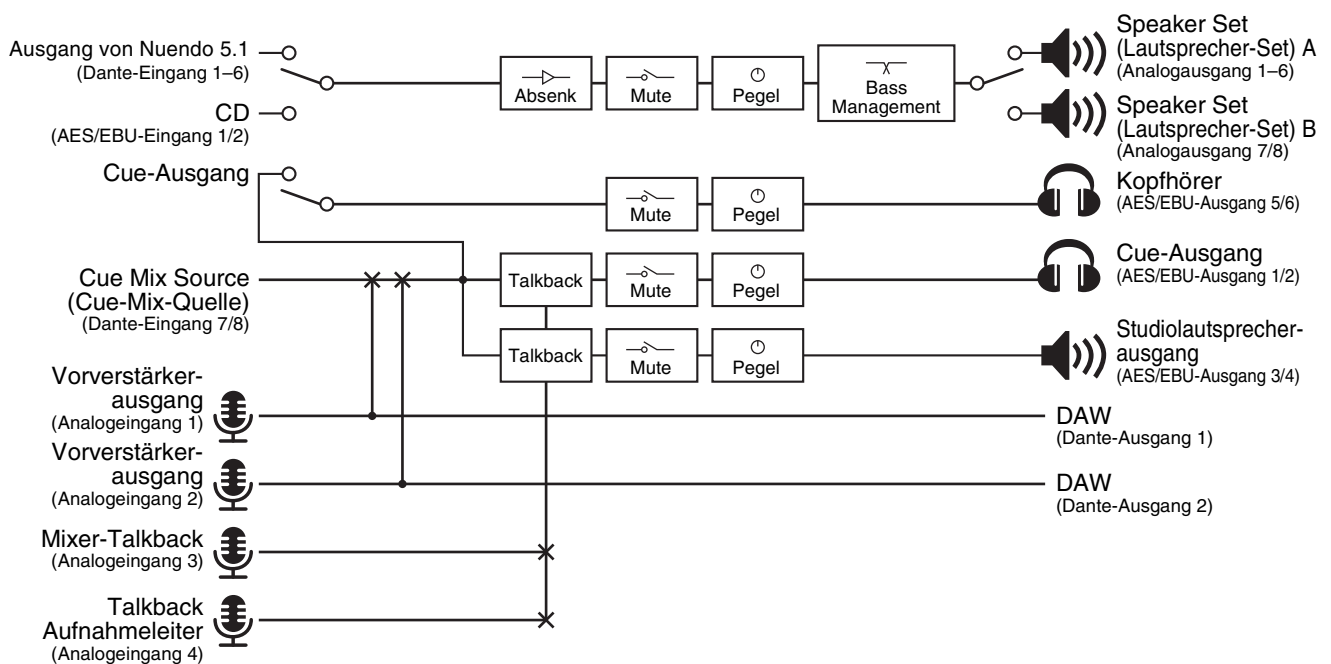 Ausgang von Nuendo 5.1
(Dante-Eingang 1–6)
CD
(AES/EBU-Eingang 1/2)
Absenk
Mute
Pegel
Bass
Management
Speaker Set
(Lautsprecher-Set) A
(Analogausgang 1–6)
Speaker Set
(Lautsprecher-Set) B
(Analogausgang 7/8)
Cue-Ausgang
Mute
Pegel
Kopfhörer
(AES/EBU-Ausgang 5/6)
Cue Mix Source
(Cue-Mix-Quelle)
(Dante-Eingang 7/8)
Talkback
Mute
Pegel
Cue-Ausgang
(AES/EBU-Ausgang 1/2)
Talkback
Mute
Pegel
Studiolautsprecher-
ausgang
(AES/EBU-Ausgang 3/4)
Vorverstärker-
ausgang
(Analogeingang 1)
DAW
(Dante-Ausgang 1)
Vorverstärker-
ausgang
(Analogeingang 2)
DAW
(Dante-Ausgang 2)
Mixer-Talkback
(Analogeingang 3)
Talkback
Aufnahmeleiter
(Analogeingang 4)